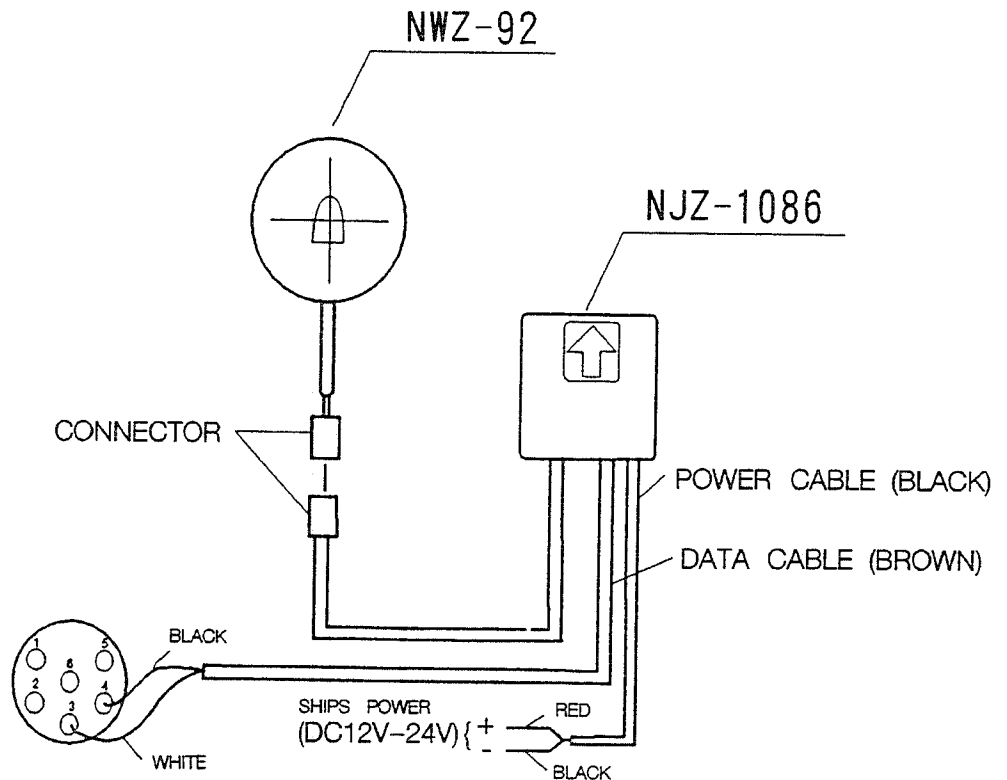 NWZ-92
NJZ-1086
CONNECTOR
POWER CABLE (BLACK)
DATA CABLE (BROWN)
BLACK
1
5
6
2
4
3
WHITE
SHIPS POWER
(DC12V-24V) { + RED
- BLACK